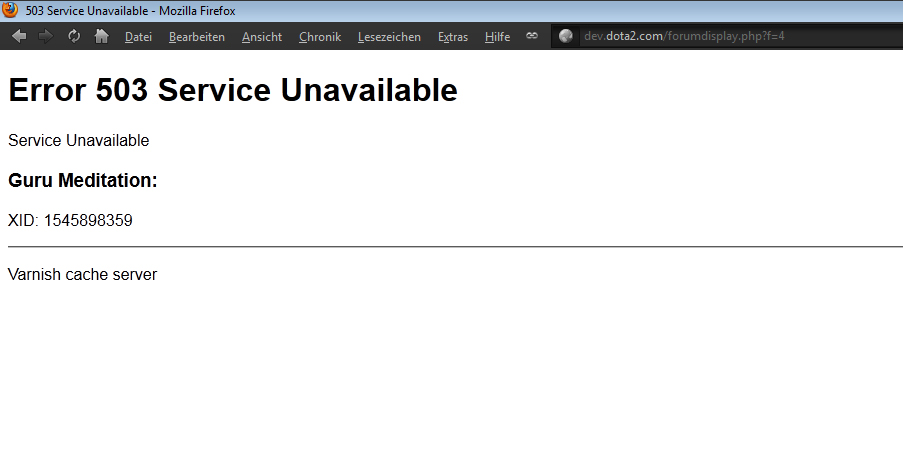 503 Service Unavailable - Mozilla Firefox
Datei Bearbeiten Ansicht Chronik Lesezeichen Extras Hilfe dev.dota2.com/forumdisplay.php?f=4
Error 503 Service Unavailable
Service Unavailable
Guru Meditation:
XID: 1545898359
Varnish cache server